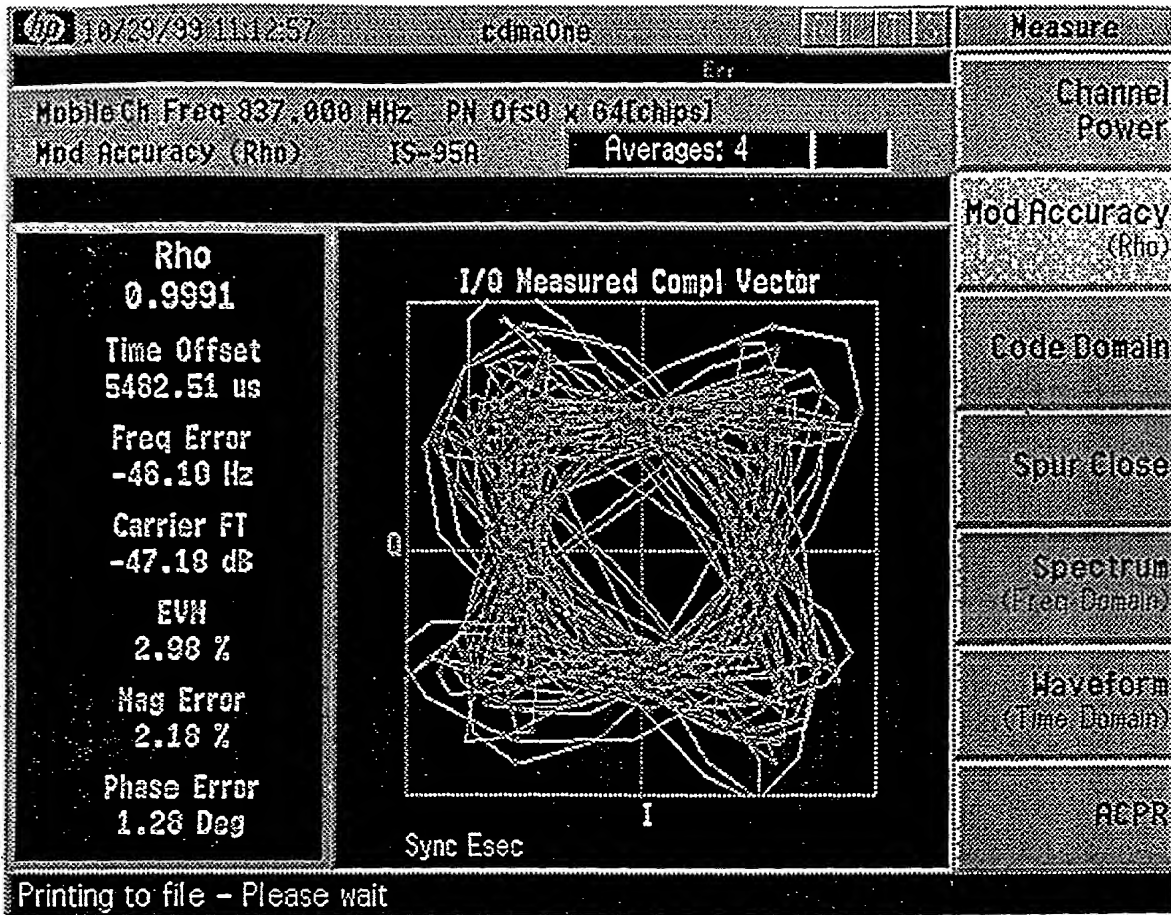 hp 10/29/99 11:12:57 cdmaOne
Measure
Err
Mobile Ch Freq 837.000 MHz PN Ofs0 x 64[chips]
Mod Accuracy (Rho) IS-95A Averages: 4
Channel
Power
Mod Accuracy
(Rho)
Code Domain
Spur Close
Spectrum
(Freq Domain)
Waveform
(Time Domain)
ACPR
Rho
0.9991
Time Offset
5482.51 us
Freq Error
-46.10 Hz
Carrier FT
-47.18 dB
EVM
2.98 %
Mag Error
2.18 %
Phase Error
1.28 Deg
I/Q Measured Compl Vector
Q
I
Sync Esec
Printing to file – Please wait